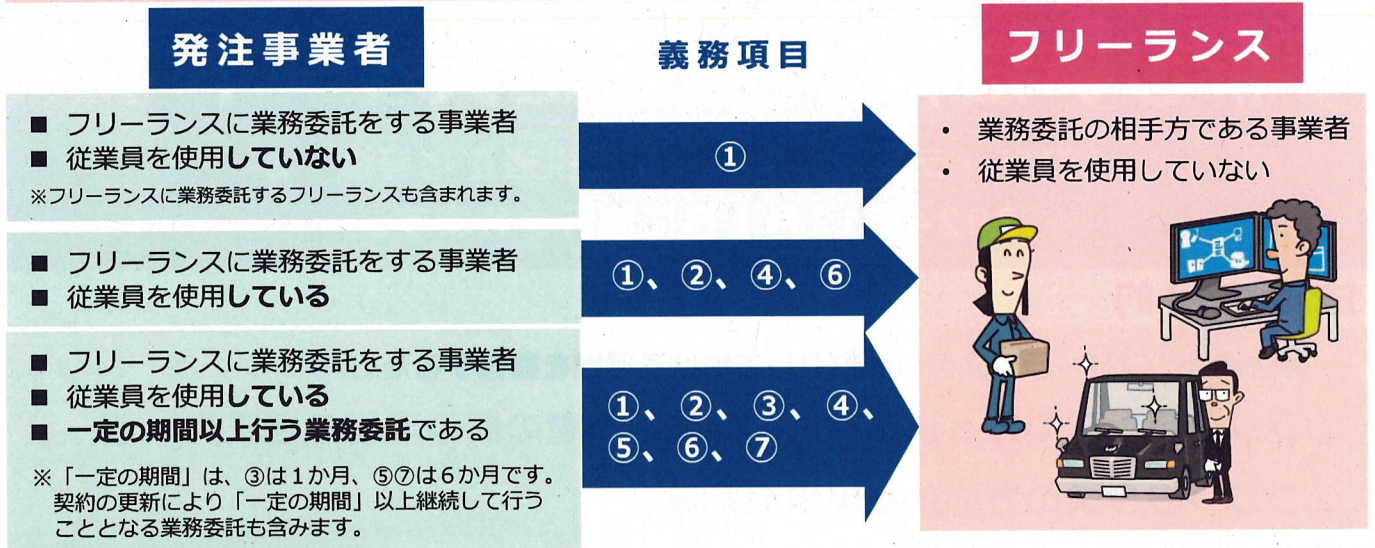 発注事業者
義務項目
フリーランス
■ フリーランスに業務委託をする事業者
■ 従業員を使用していない
※フリーランスに業務委託するフリーランスも含まれます。
①
・ 業務委託の相手方である事業者
・ 従業員を使用していない
■ フリーランスに業務委託をする事業者
■ 従業員を使用している
①、②、④、⑥
■ フリーランスに業務委託をする事業者
■ 従業員を使用している
■ 一定の期間以上行う業務委託である
※「一定の期間」は、③は1か月、⑤⑦は6か月です。
契約の更新により「一定の期間」以上継続して行う
こととなる業務委託も含みます。
①、②、③、④、
⑤、⑥、⑦